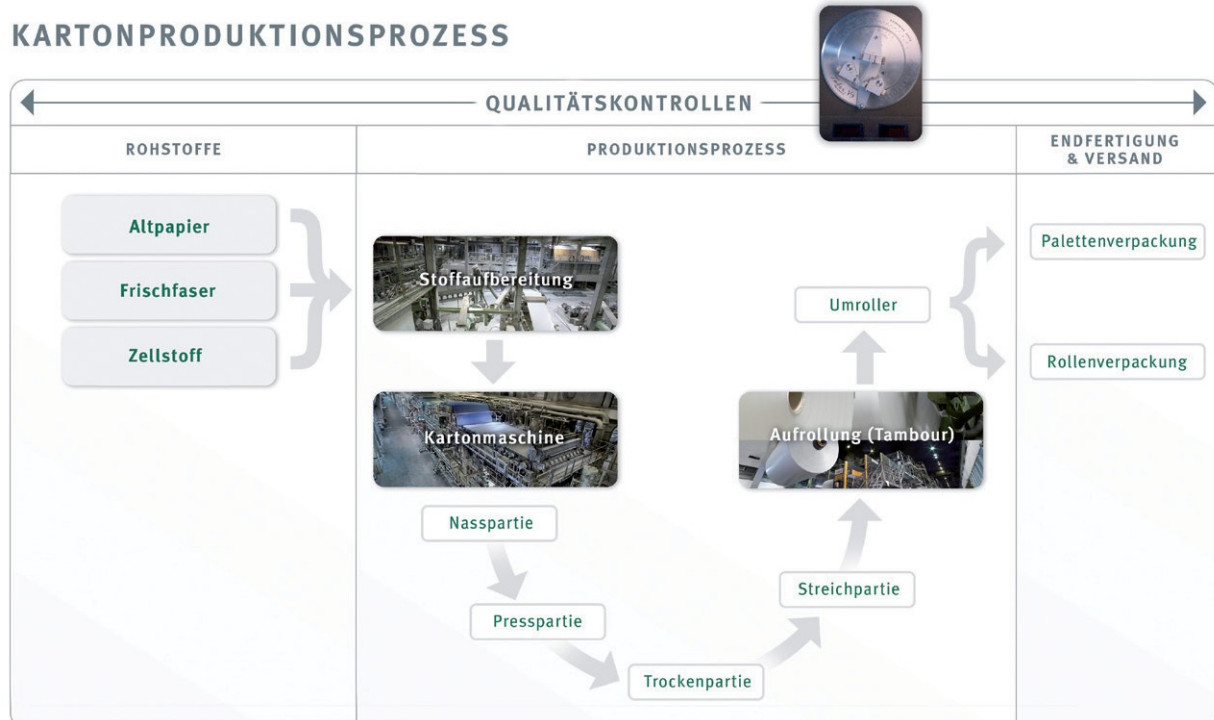 KARTONPRODUKTIONSPROZESS
QUALITÄTSKONTROLLEN
ROHSTOFFE
PRODUKTIONSPROZESS
ENDFERTIGUNG
& VERSAND
Altpapier
Frischfaser
Zellstoff
Stoffaufbereitung
Kartonmaschine
Nasspartie
Presspartie
Trockenpartie
Streichpartie
Aufrollung (Tambour)
Umroller
Palettenverpackung
Rollenverpackung